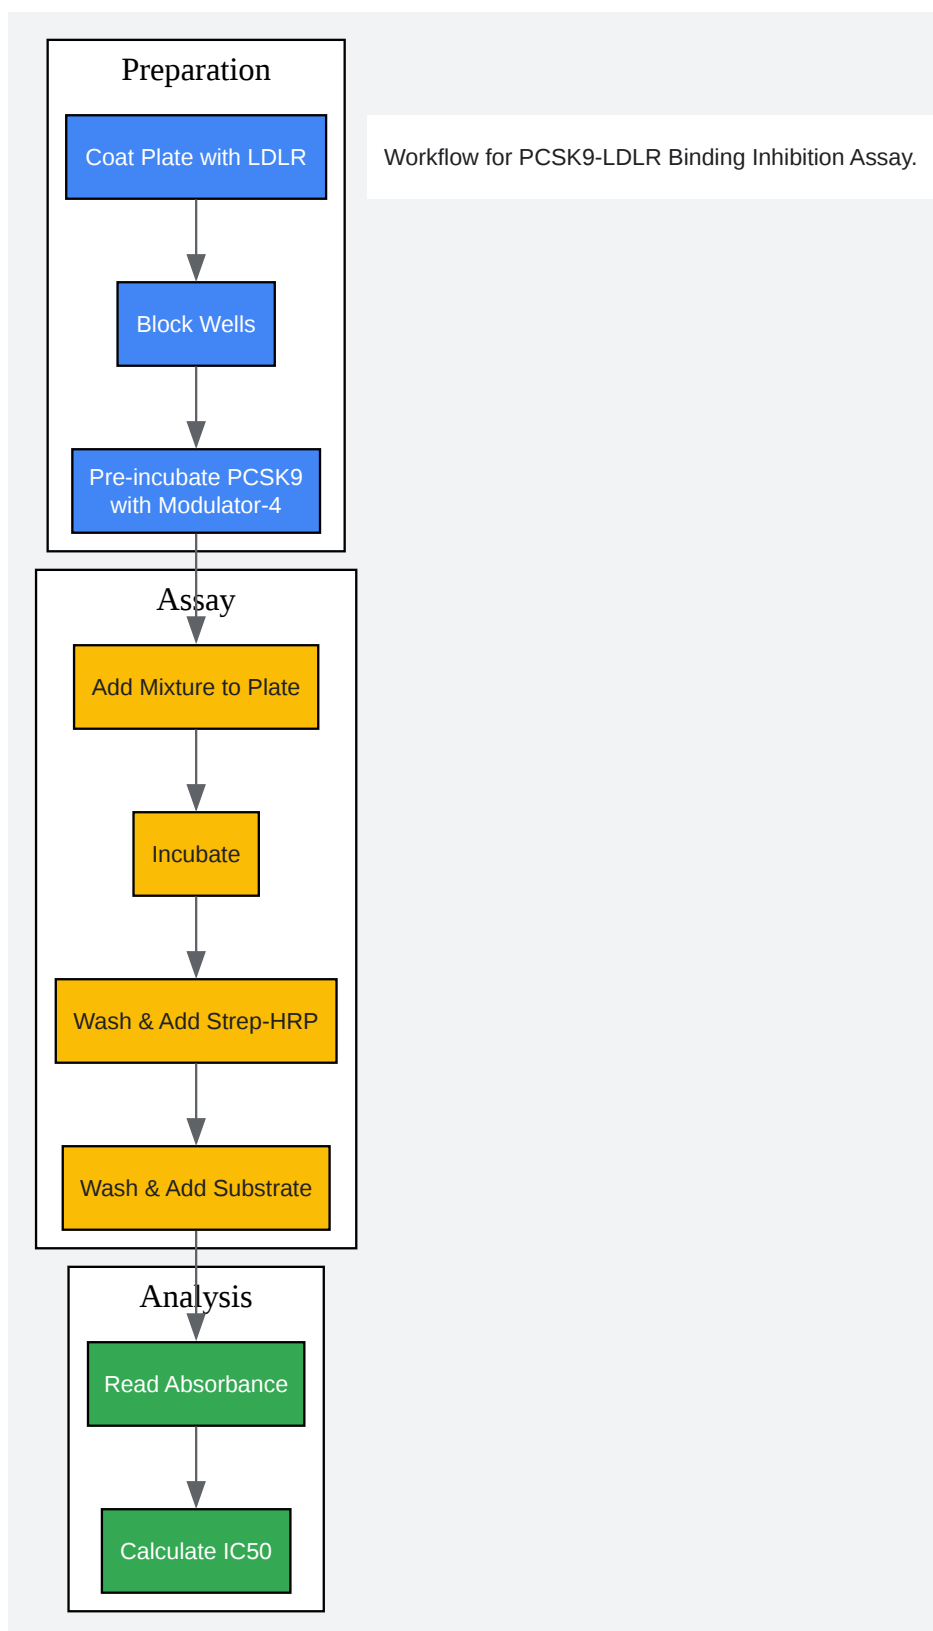 Preparation
Coat Plate with LDLR
Workflow for PCSK9-LDLR Binding Inhibition Assay.
Block Wells
Pre-incubate PCSK9
with Modulator-4
Assay
Add Mixture to Plate
Incubate
Wash & Add Strep-HRP
Wash & Add Substrate
Analysis
Read Absorbance
Calculate IC50